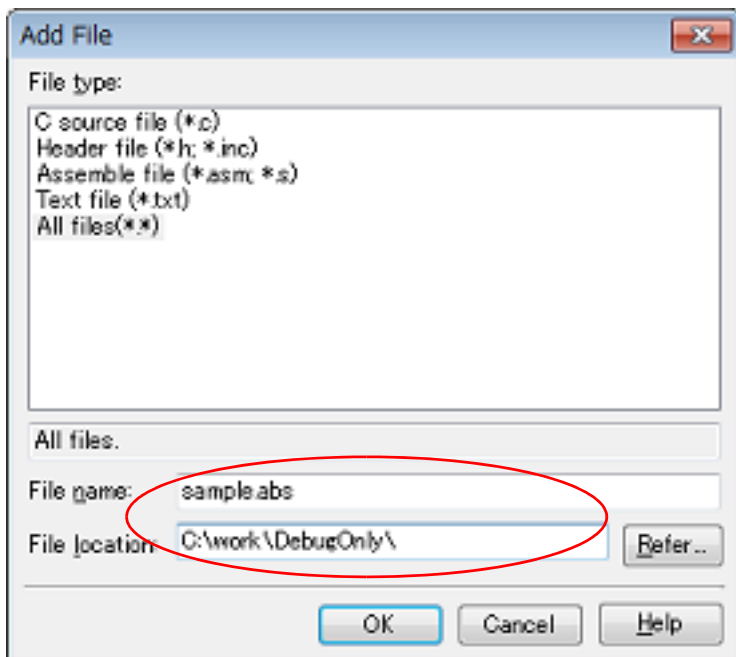 Add File
File type:
C source file (*.c)
Header file (*.h; *.inc)
Assemble file (*.asm; *.s)
Text file (*.txt)
All files(*.*)
All files.
File name: sample.abs
File location: C:\work\DebugOnly\ Refer...
OK Cancel Help